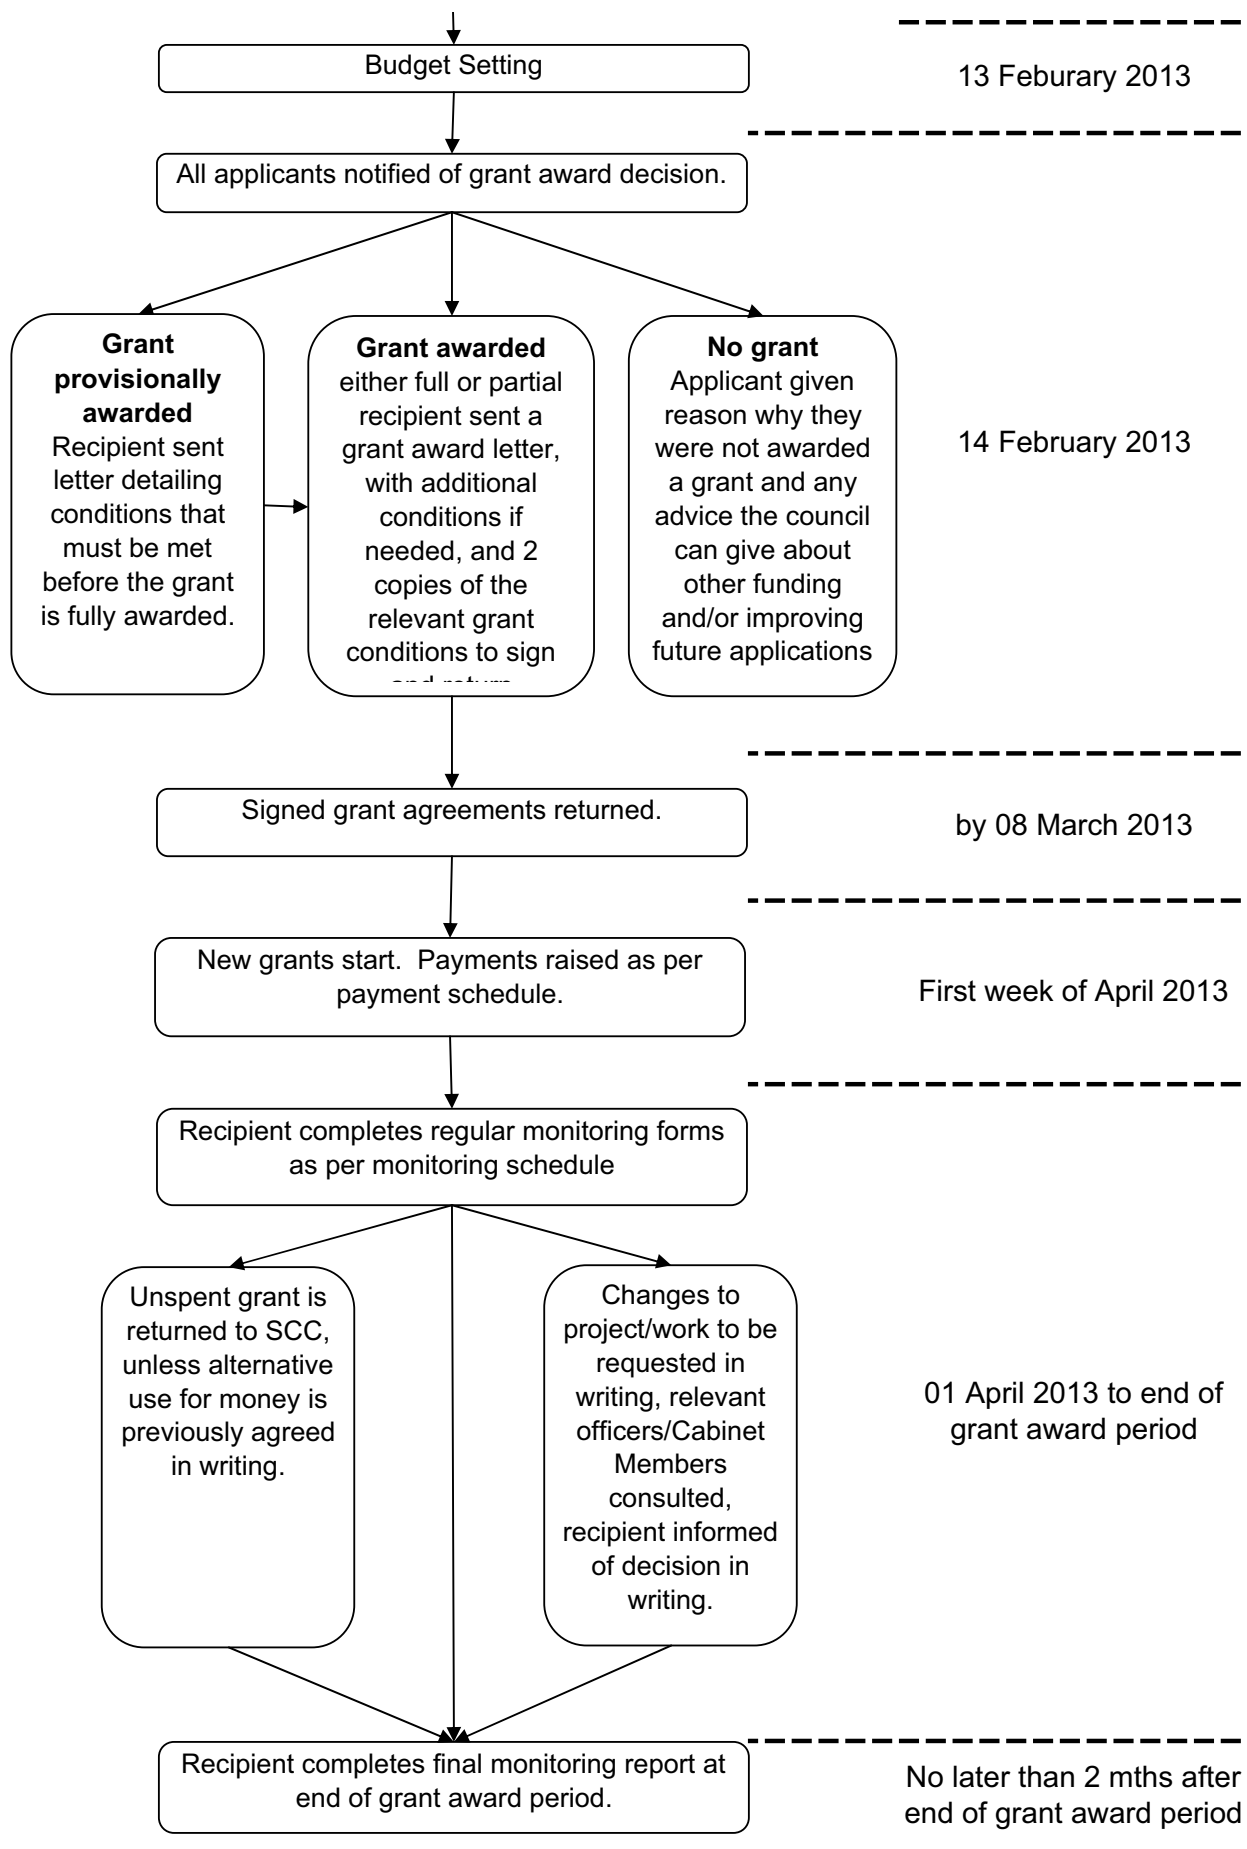 Budget Setting
13 Feburary 2013
All applicants notified of grant award decision.
Grant
provisionally
awarded
Recipient sent
letter detailing
conditions that
must be met
before the grant
is fully awarded.
Grant awarded
either full or partial
recipient sent a
grant award letter,
with additional
conditions if
needed, and 2
copies of the
relevant grant
conditions to sign
and return
No grant
Applicant given
reason why they
were not awarded
a grant and any
advice the council
can give about
other funding
and/or improving
future applications
14 February 2013
Signed grant agreements returned.
by 08 March 2013
New grants start.  Payments raised as per
payment schedule.
First week of April 2013
Recipient completes regular monitoring forms
as per monitoring schedule
Unspent grant is
returned to SCC,
unless alternative
use for money is
previously agreed
in writing.
Changes to
project/work to be
requested in
writing, relevant
officers/Cabinet
Members
consulted,
recipient informed
of decision in
writing.
01 April 2013 to end of
grant award period
Recipient completes final monitoring report at
end of grant award period.
No later than 2 mths after
end of grant award period